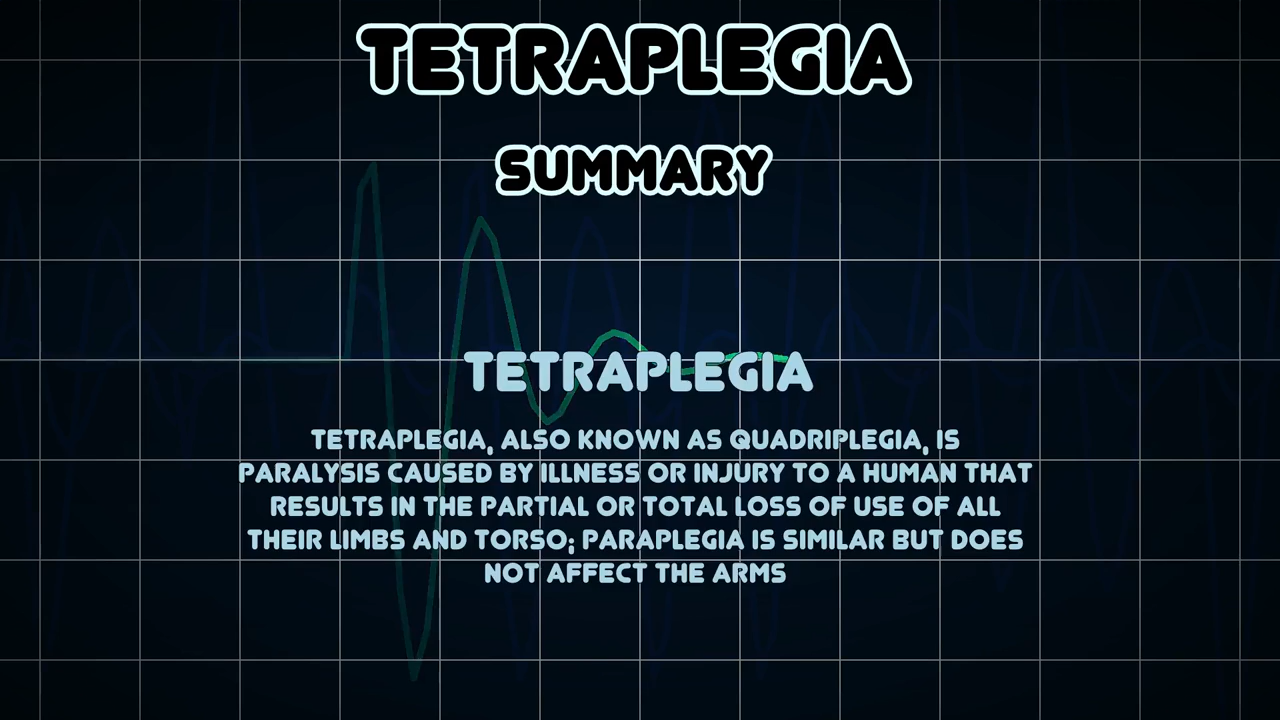 TETRAPLEGIA
SUMMARY
TETRAPLEGIA
TETRAPLEGIA, ALSO KNOWN AS QUADRIPLEGIA, IS
PARALYSIS CAUSED BY ILLNESS OR INJURY TO A HUMAN THAT
RESULTS IN THE PARTIAL OR TOTAL LOSS OF USE OF ALL
THEIR LIMBS AND TORSO; PARAPLEGIA IS SIMILAR BUT DOES
NOT AFFECT THE ARMS